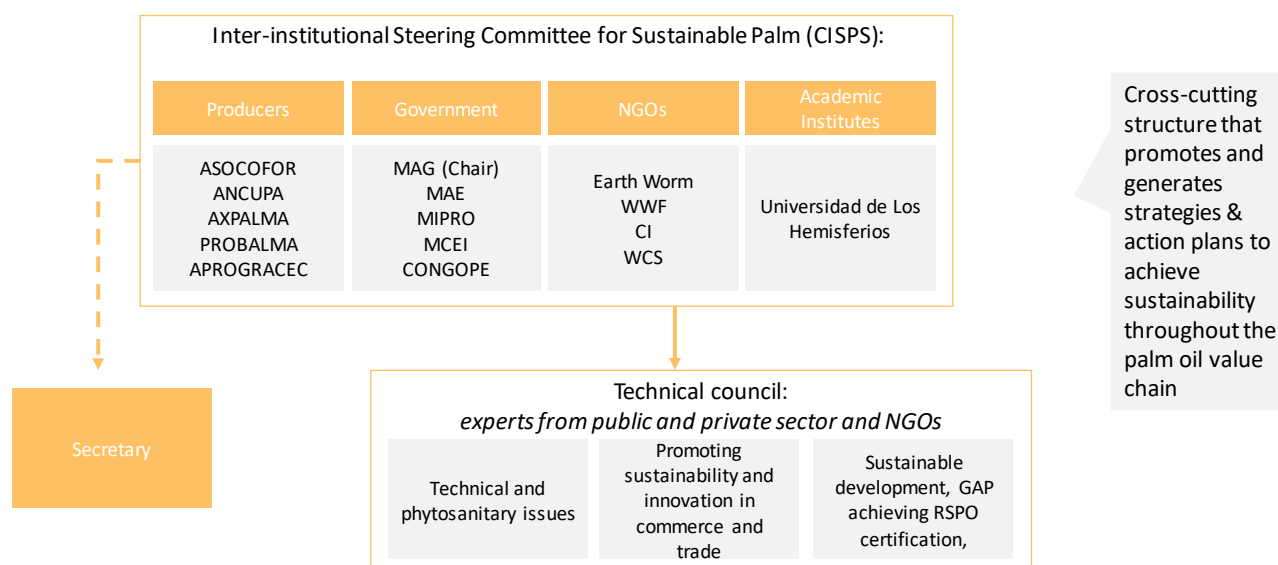 Inter-institutional Steering Committee for Sustainable Palm (CISPS):
Producers
Government
NGOs
Academic
Institutes
ASOCOFOR
ANCUPA
AXPALMA
PROBALMA
APROGRACEC
MAG (Chair)
MAE
MIPRO
MCEI
CONGOPE
Earth Worm
WWF
CI
WCS
Universidad de Los
Hemisferios
Cross-cutting
structure that
promotes and
generates
strategies &
action plans to
achieve
sustainability
throughout the
palm oil value
chain
Secretary
Technical council:
experts from public and private sector and NGOs
Technical and
phytosanitary issues
Promoting
sustainability and
innovation in
commerce and
trade
Sustainable
development, GAP
achieving RSPO
certification,